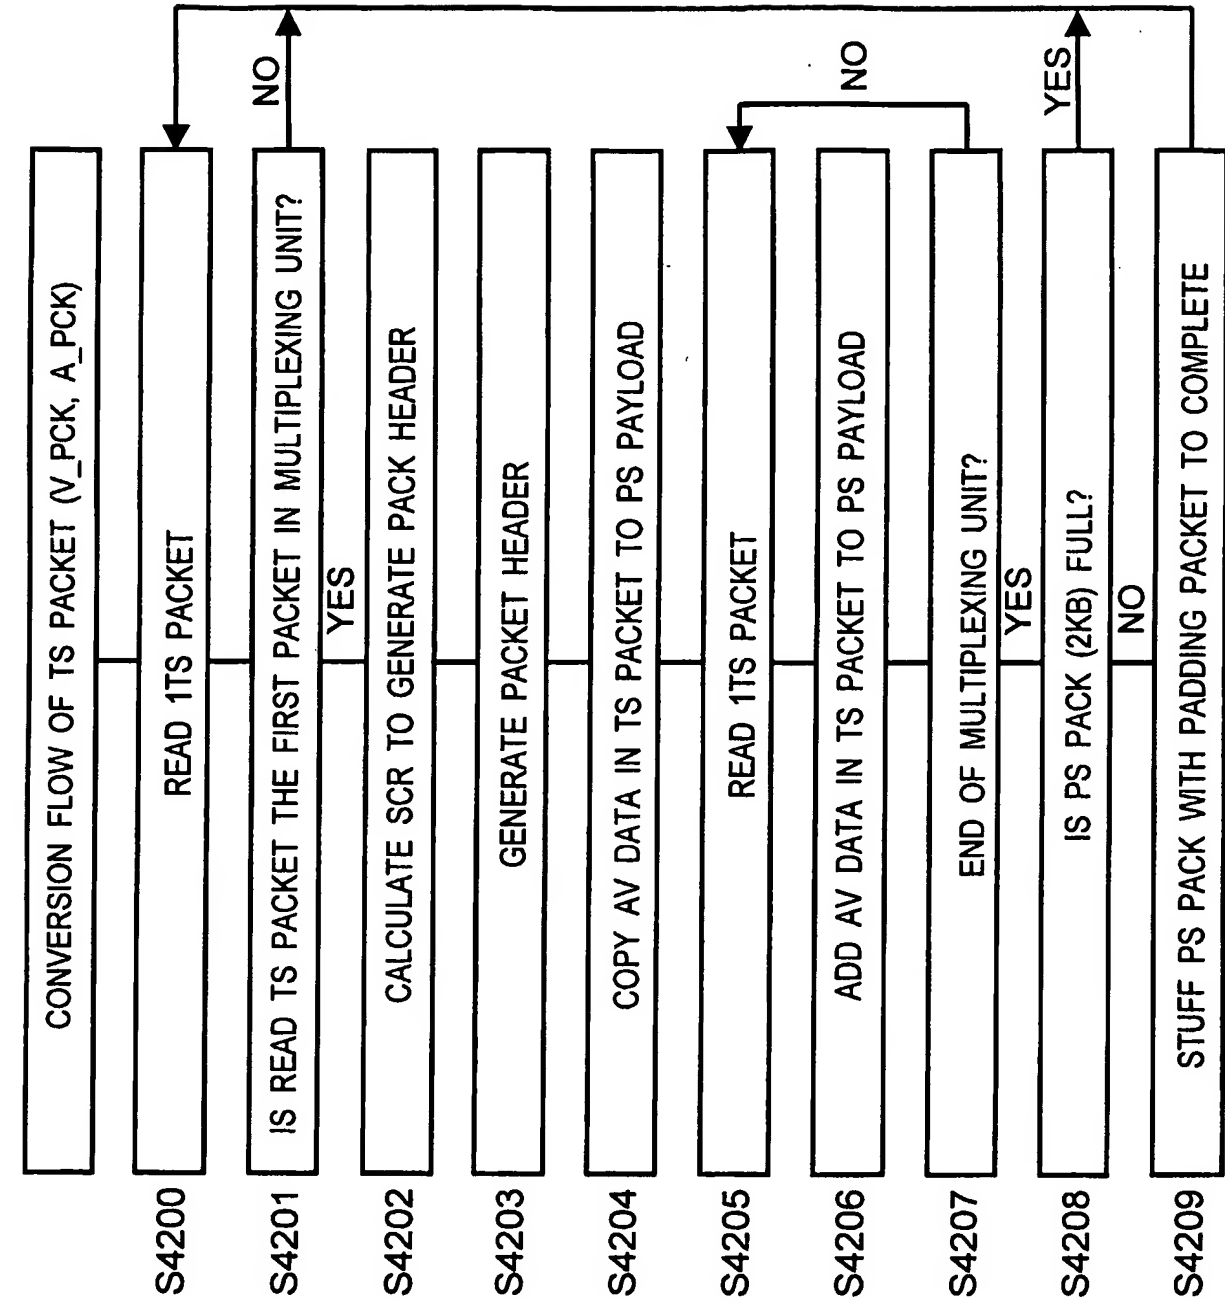 CONVERSION FLOW OF TS PACKET (V_PCK, A_PCK)
S4200
READ 1TS PACKET
S4201
IS READ TS PACKET THE FIRST PACKET IN MULTIPLEXING UNIT?
NO
YES
S4202
CALCULATE SCR TO GENERATE PACK HEADER
S4203
GENERATE PACKET HEADER
S4204
COPY AV DATA IN TS PACKET TO PS PAYLOAD
S4205
READ 1TS PACKET
S4206
ADD AV DATA IN TS PACKET TO PS PAYLOAD
NO
S4207
END OF MULTIPLEXING UNIT?
YES
S4208
IS PS PACK (2KB) FULL?
YES
NO
S4209
STUFF PS PACK WITH PADDING PACKET TO COMPLETE